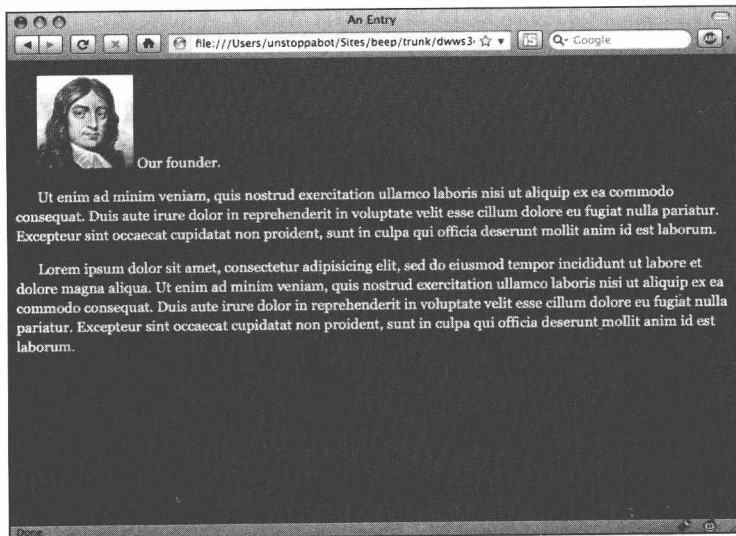 An Entry
file:///Users/unstoppabot/Sites/beep/trunk/dwws3
Google
ABP
Our founder.
Ut enim ad minim veniam, quis nostrud exercitation ullamco laboris nisi ut aliquip ex ea commodo
consequat. Duis aute irure dolor in reprehenderit in voluptate velit esse cillum dolore eu fugiat nulla pariatur.
Excepteur sint occaecat cupidatat non proident, sunt in culpa qui officia deserunt mollit anim id est laborum.
Lorem ipsum dolor sit amet, consectetur adipisicing elit, sed do eiusmod tempor incididunt ut labore et
dolore magna aliqua. Ut enim ad minim veniam, quis nostrud exercitation ullamco laboris nisi ut aliquip ex ea
commodo consequat. Duis aute irure dolor in reprehenderit in voluptate velit esse cillum dolore eu fugiat nulla
pariatur. Excepteur sint occaecat cupidatat non proident, sunt in culpa qui officia deserunt mollit anim id est
laborum.
Done